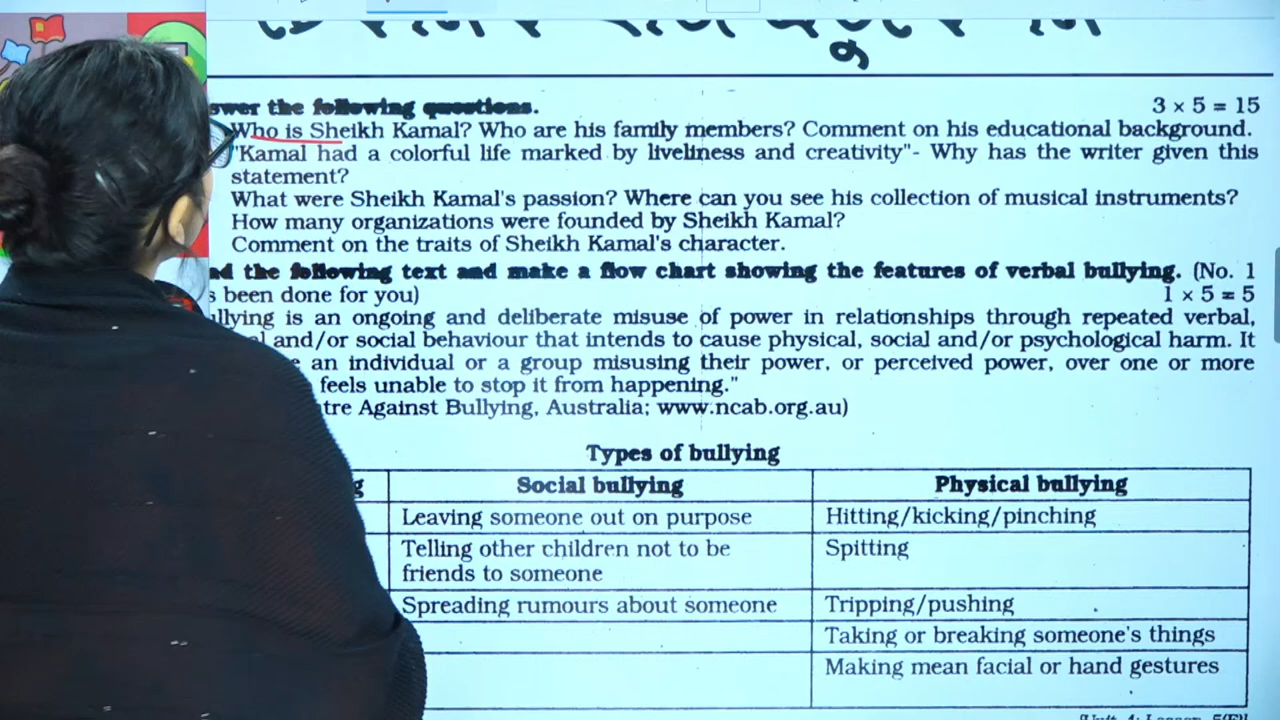 swer the following questions. 3 × 5 = 15
Who is Sheikh Kamal? Who are his family members? Comment on his educational background.
"Kamal had a colorful life marked by liveliness and creativity"- Why has the writer given this
statement?
What were Sheikh Kamal's passion? Where can you see his collection of musical instruments?
How many organizations were founded by Sheikh Kamal?
Comment on the traits of Sheikh Kamal's character.
the following text and make a flow chart showing the features of verbal bullying. (No. 1
s been done for you) 1 × 5 = 5
ullying is an ongoing and deliberate misuse of power in relationships through repeated verbal,
and/or social behaviour that intends to cause physical, social and/or psychological harm. It
an individual or a group misusing their power, or perceived power, over one or more
feels unable to stop it from happening."
tre Against Bullying, Australia; www.ncab.org.au)
Types of bullying
g Social bullying Physical bullying
Leaving someone out on purpose Hitting/kicking/pinching
Telling other children not to be Spitting
friends to someone
Spreading rumours about someone Tripping/pushing
Taking or breaking someone's things
Making mean facial or hand gestures